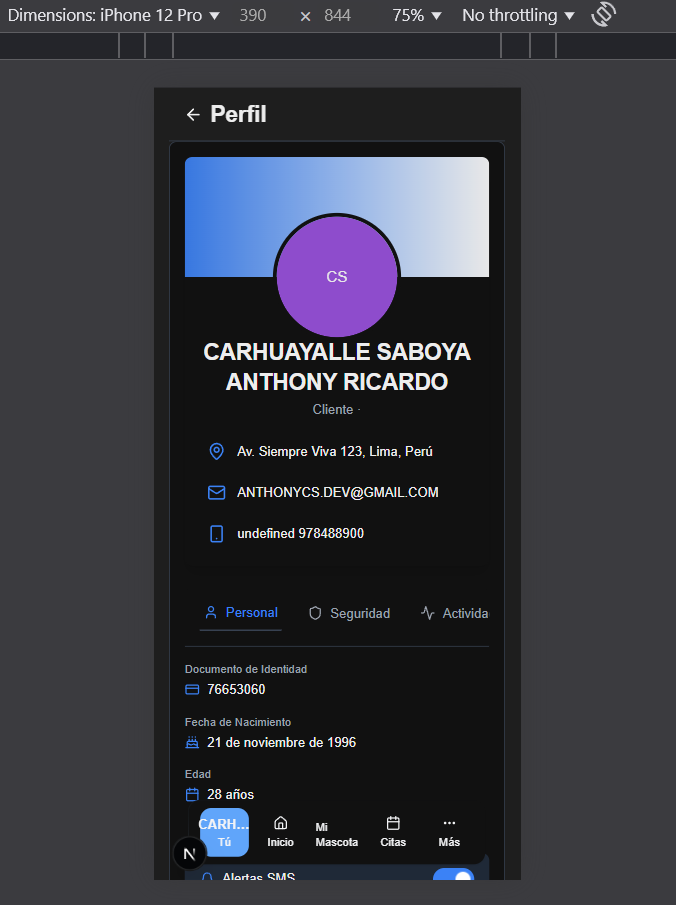 Dimensions: iPhone 12 Pro 390 × 844 75% No throttling
Perfil
CS
CARHUAYALLE SABOYA
ANTHONY RICARDO
Cliente ·
Av. Siempre Viva 123, Lima, Perú
ANTHONYCS.DEV@GMAIL.COM
undefined 978488900
Personal Seguridad Activida
Documento de Identidad
76653060
Fecha de Nacimiento
21 de noviembre de 1996
Edad
28 años
CARH...
Tú
Inicio
Mi
Mascota
Citas
Más
N
Alertas SMS